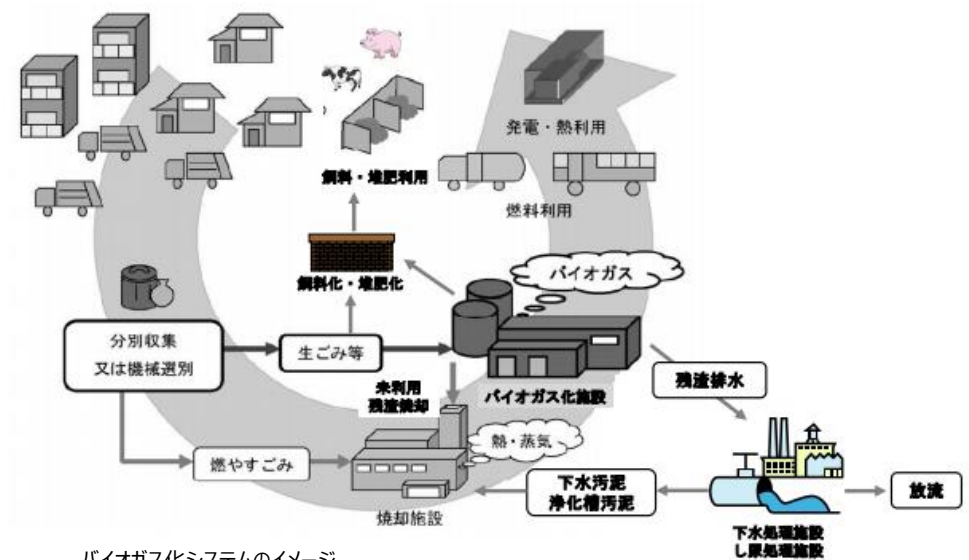 発電・熱利用
飼料・堆肥利用
燃料利用
バイオガス
飼料化・堆肥化
分別収集
又は機械選別
生ごみ等
未利用
残渣焼却
バイオガス化施設
残渣排水
熱・蒸気
燃やすごみ
下水汚泥
浄化槽汚泥
放流
焼却施設
下水処理施設
し尿処理施設
バイオガス化システムのイメージ